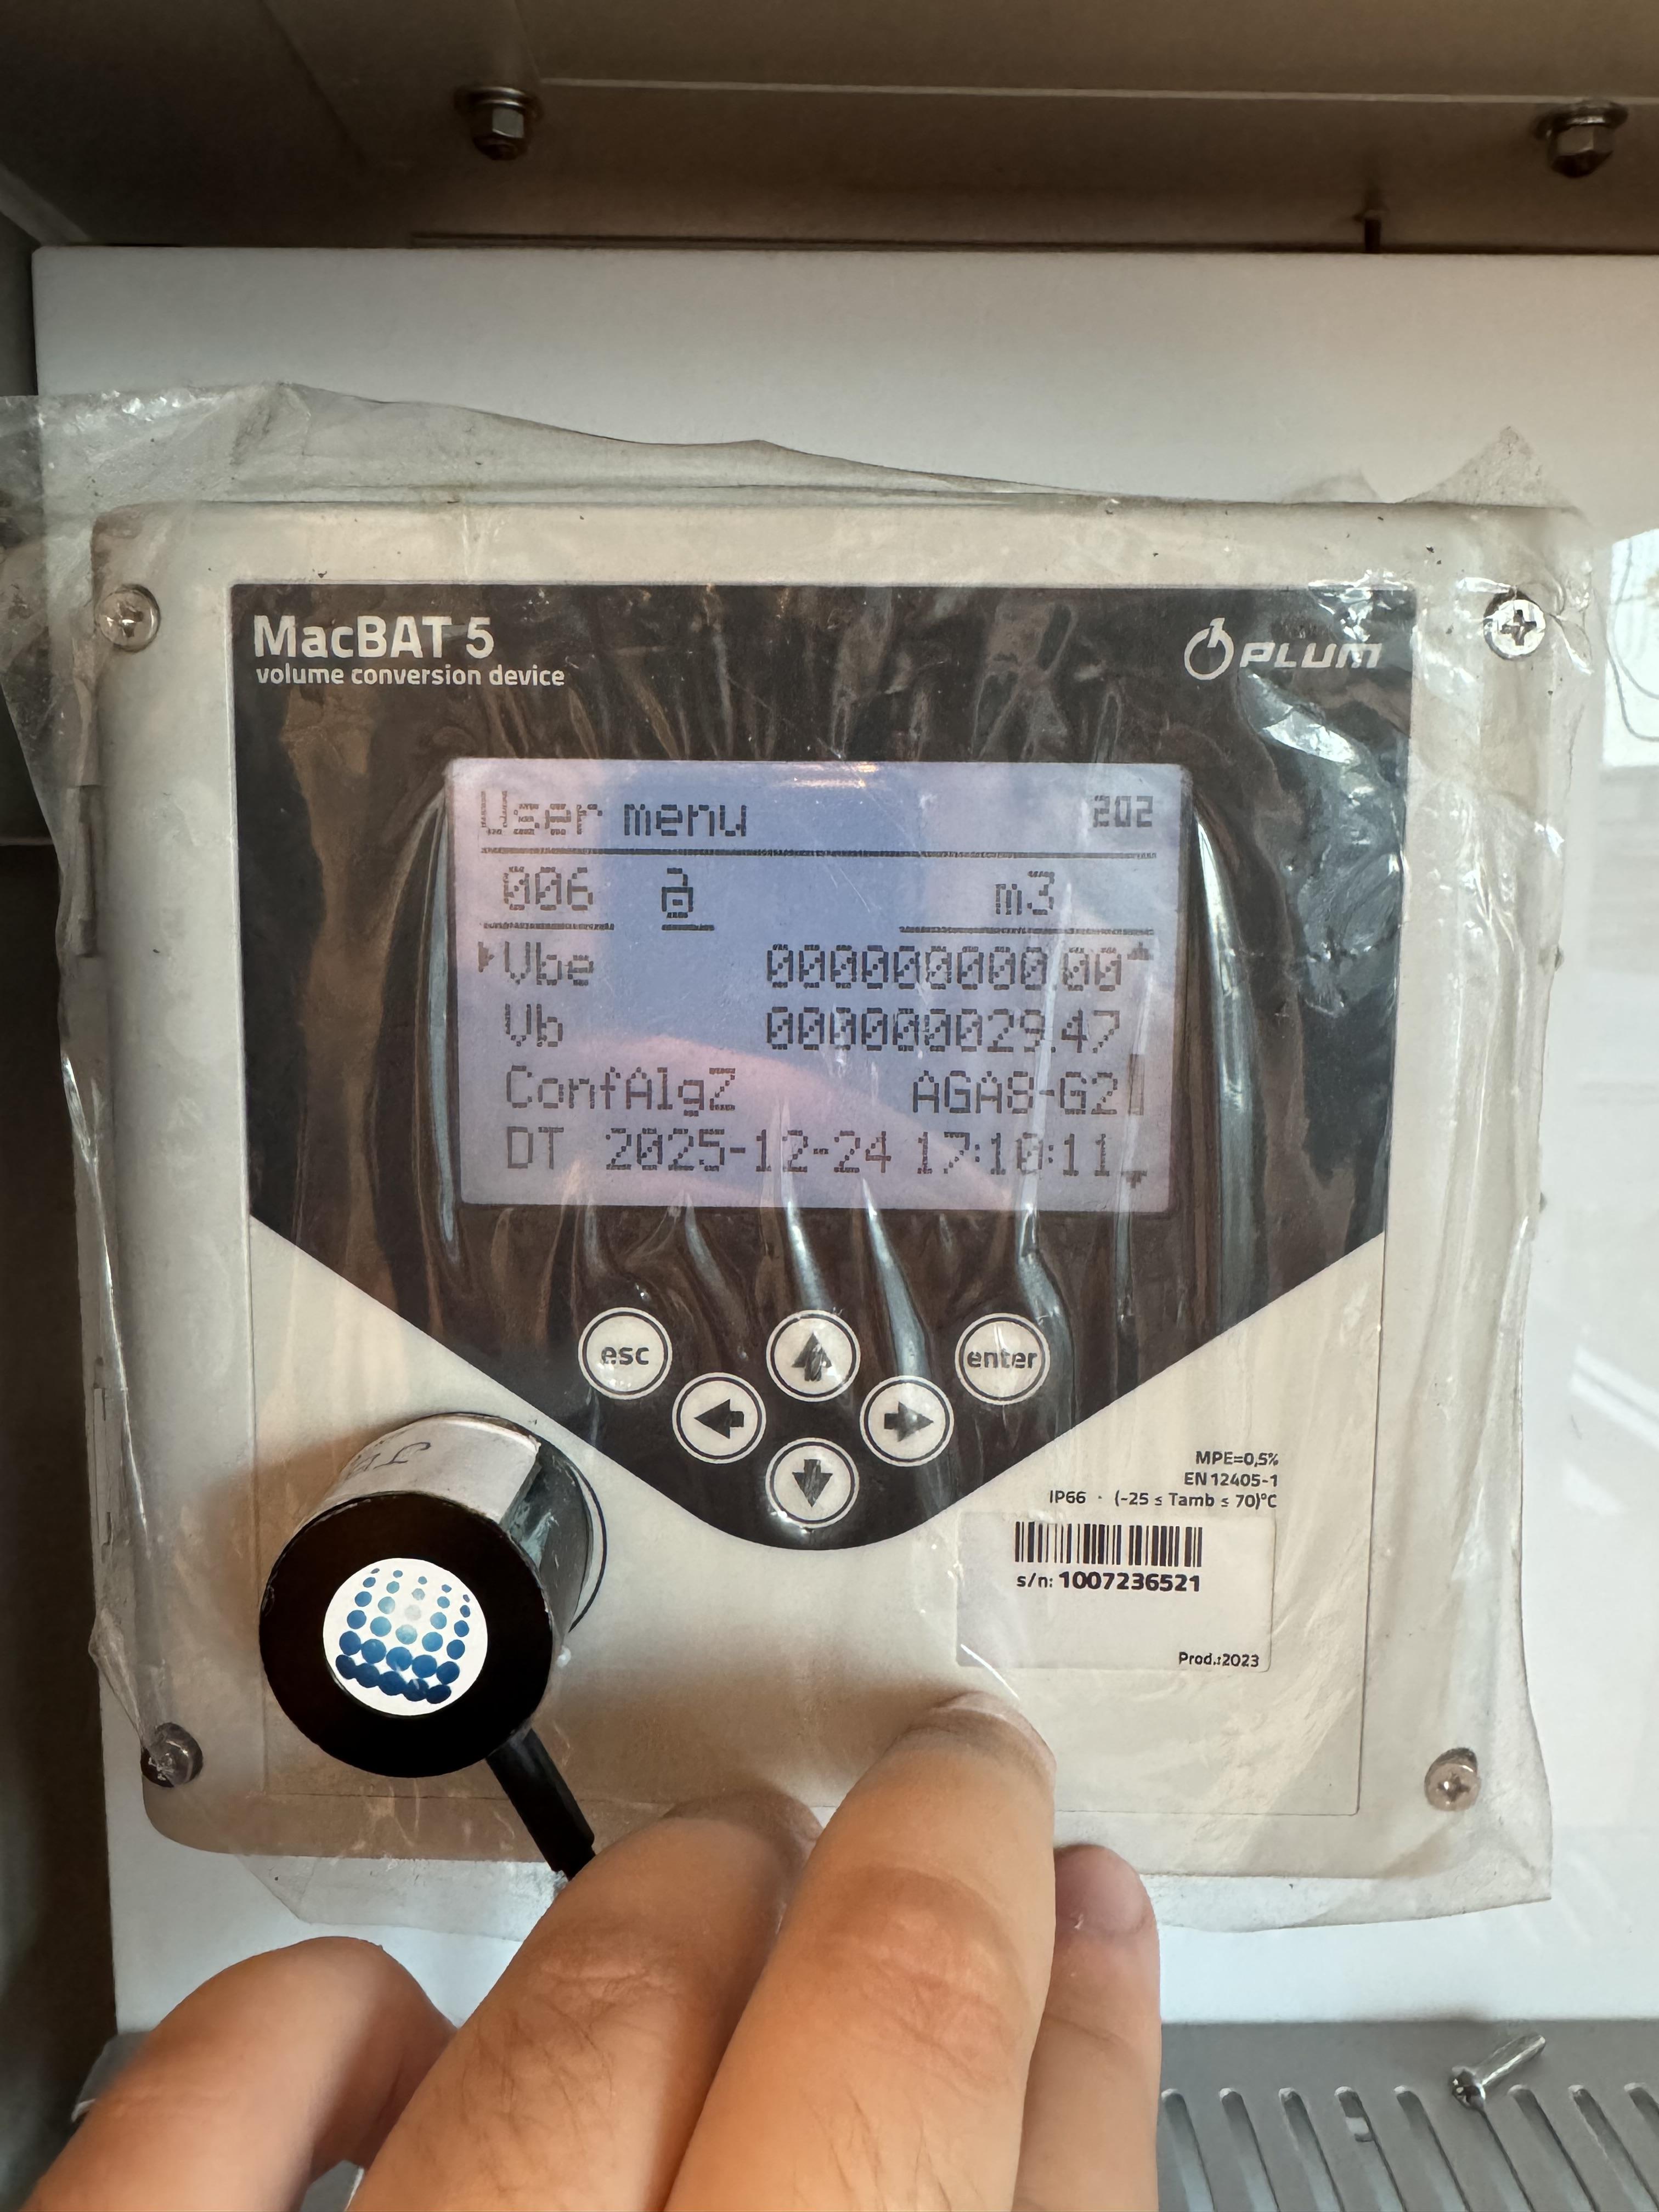 MacBAT 5
volume conversion device
PLUM
User menu 202
006 m3
Vbe 000000000.00
Vb 000000029.47
ConfAlgZ AGA8-G2
DT 2025-12-24 17:10:11
esc
enter
MPE=0,5%
EN 12405-1
IP66 · (-25 ≤ Tamb ≤ 70)°C
s/n: 1007236521
Prod.:2023